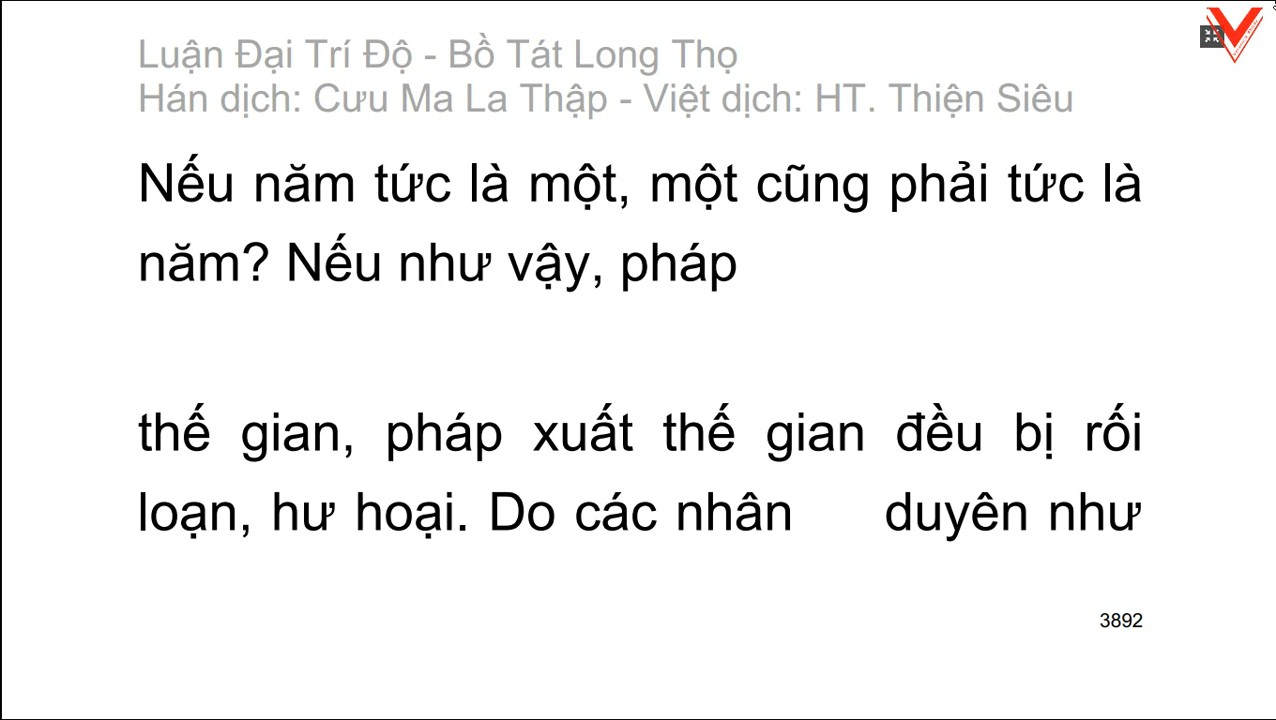 Luận Đại Trí Độ - Bồ Tát Long Thọ
Hán dịch: Cưu Ma La Thập - Việt dịch: HT. Thiện Siêu
Nếu năm tức là một, một cũng phải tức là
năm? Nếu như vậy, pháp
thế gian, pháp xuất thế gian đều bị rối
loạn, hư hoại. Do các nhân duyên như
3892